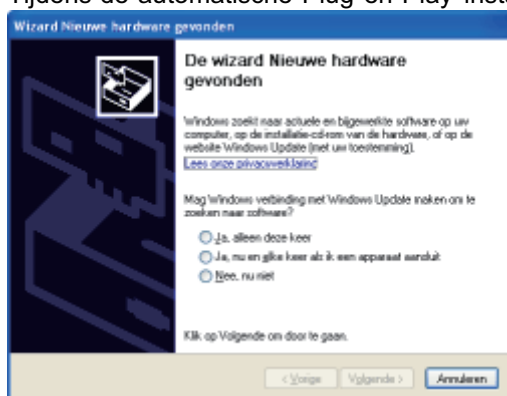 Tijdens de automatische Plug en Play
Wizard Nieuwe hardware gevonden
De wizard Nieuwe hardware
gevonden
Windows zoekt naar actuele en bijgewerkte software op uw
computer, op de installatie-cd-rom van de hardware, of op de
website Windows Update (met uw toestemming).
Lees onze privacyverklaring
Mag Windows verbinding met Windows Update maken om te
zoeken naar software?
Ja, alleen deze keer
Ja, nu en elke keer als ik een apparaat aansluit
Nee, nu niet
Klik op Volgende om door te gaan.
< Vorige
Volgende >
Annuleren